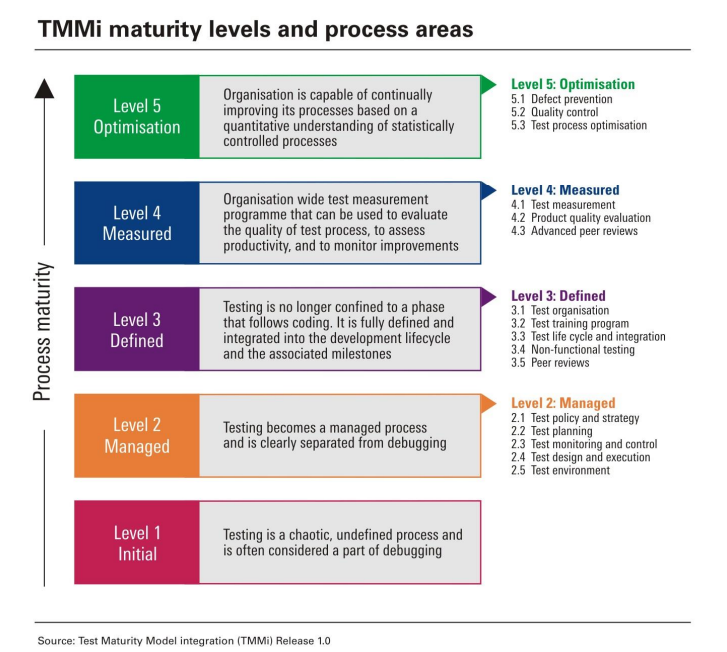 TMMi maturity levels and process areas
Process maturity
Level 5
Optimisation
Organisation is capable of continually
improving its processes based on a
quantitative understanding of statistically
controlled processes
Level 5: Optimisation
5.1 Defect prevention
5.2 Quality control
5.3 Test process optimisation
Level 4
Measured
Organisation wide test measurement
programme that can be used to evaluate
the quality of test process, to assess
productivity, and to monitor improvements
Level 4: Measured
4.1 Test measurement
4.2 Product quality evaluation
4.3 Advanced peer reviews
Level 3
Defined
Testing is no longer confined to a phase
that follows coding. It is fully defined and
integrated into the development lifecycle
and the associated milestones
Level 3: Defined
3.1 Test organisation
3.2 Test training program
3.3 Test life cycle and integration
3.4 Non-functional testing
3.5 Peer reviews
Level 2
Managed
Testing becomes a managed process
and is clearly separated from debugging
Level 2: Managed
2.1 Test policy and strategy
2.2 Test planning
2.3 Test monitoring and control
2.4 Test design and execution
2.5 Test environment
Level 1
Initial
Testing is a chaotic, undefined process and
is often considered a part of debugging
Source: Test Maturity Model integration (TMMi) Release 1.0